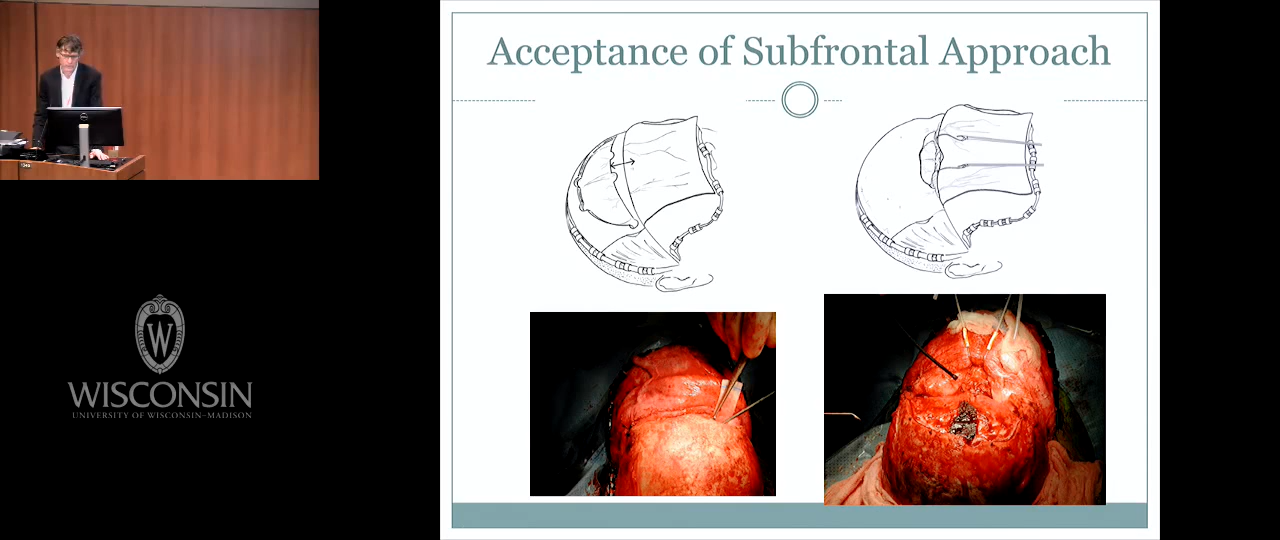 Acceptance of Subfrontal Approach
W
WISCONSIN
UNIVERSITY OF WISCONSIN–MADISON